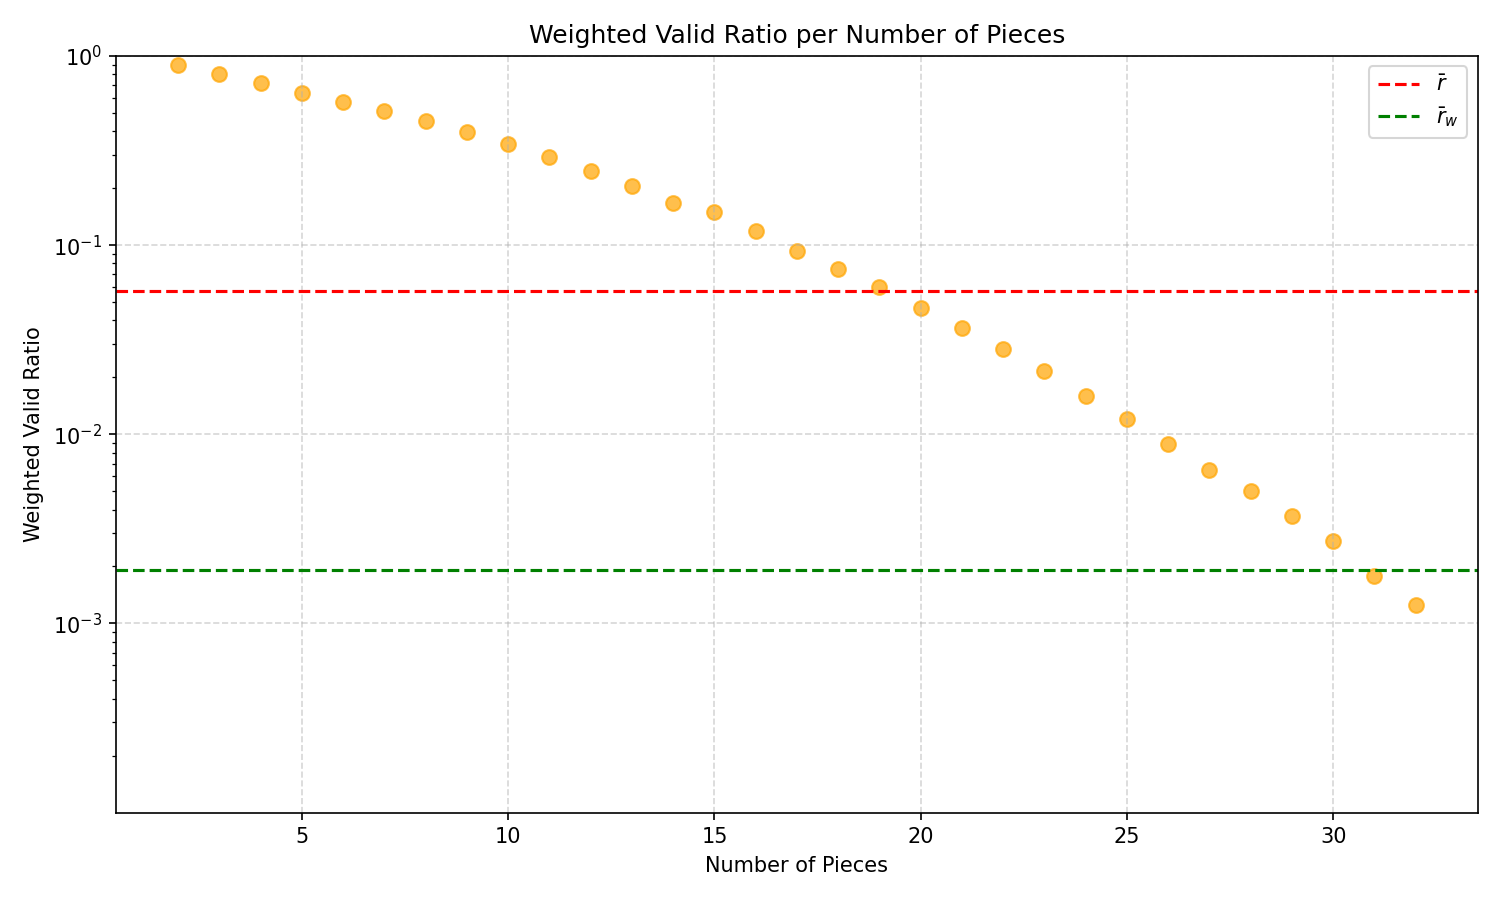 Weighted Valid Ratio per Number of Pieces
r̄
r̄_w
Weighted Valid Ratio
10^0
10^−1
10^−2
10^−3
5 10 15 20 25 30
Number of Pieces